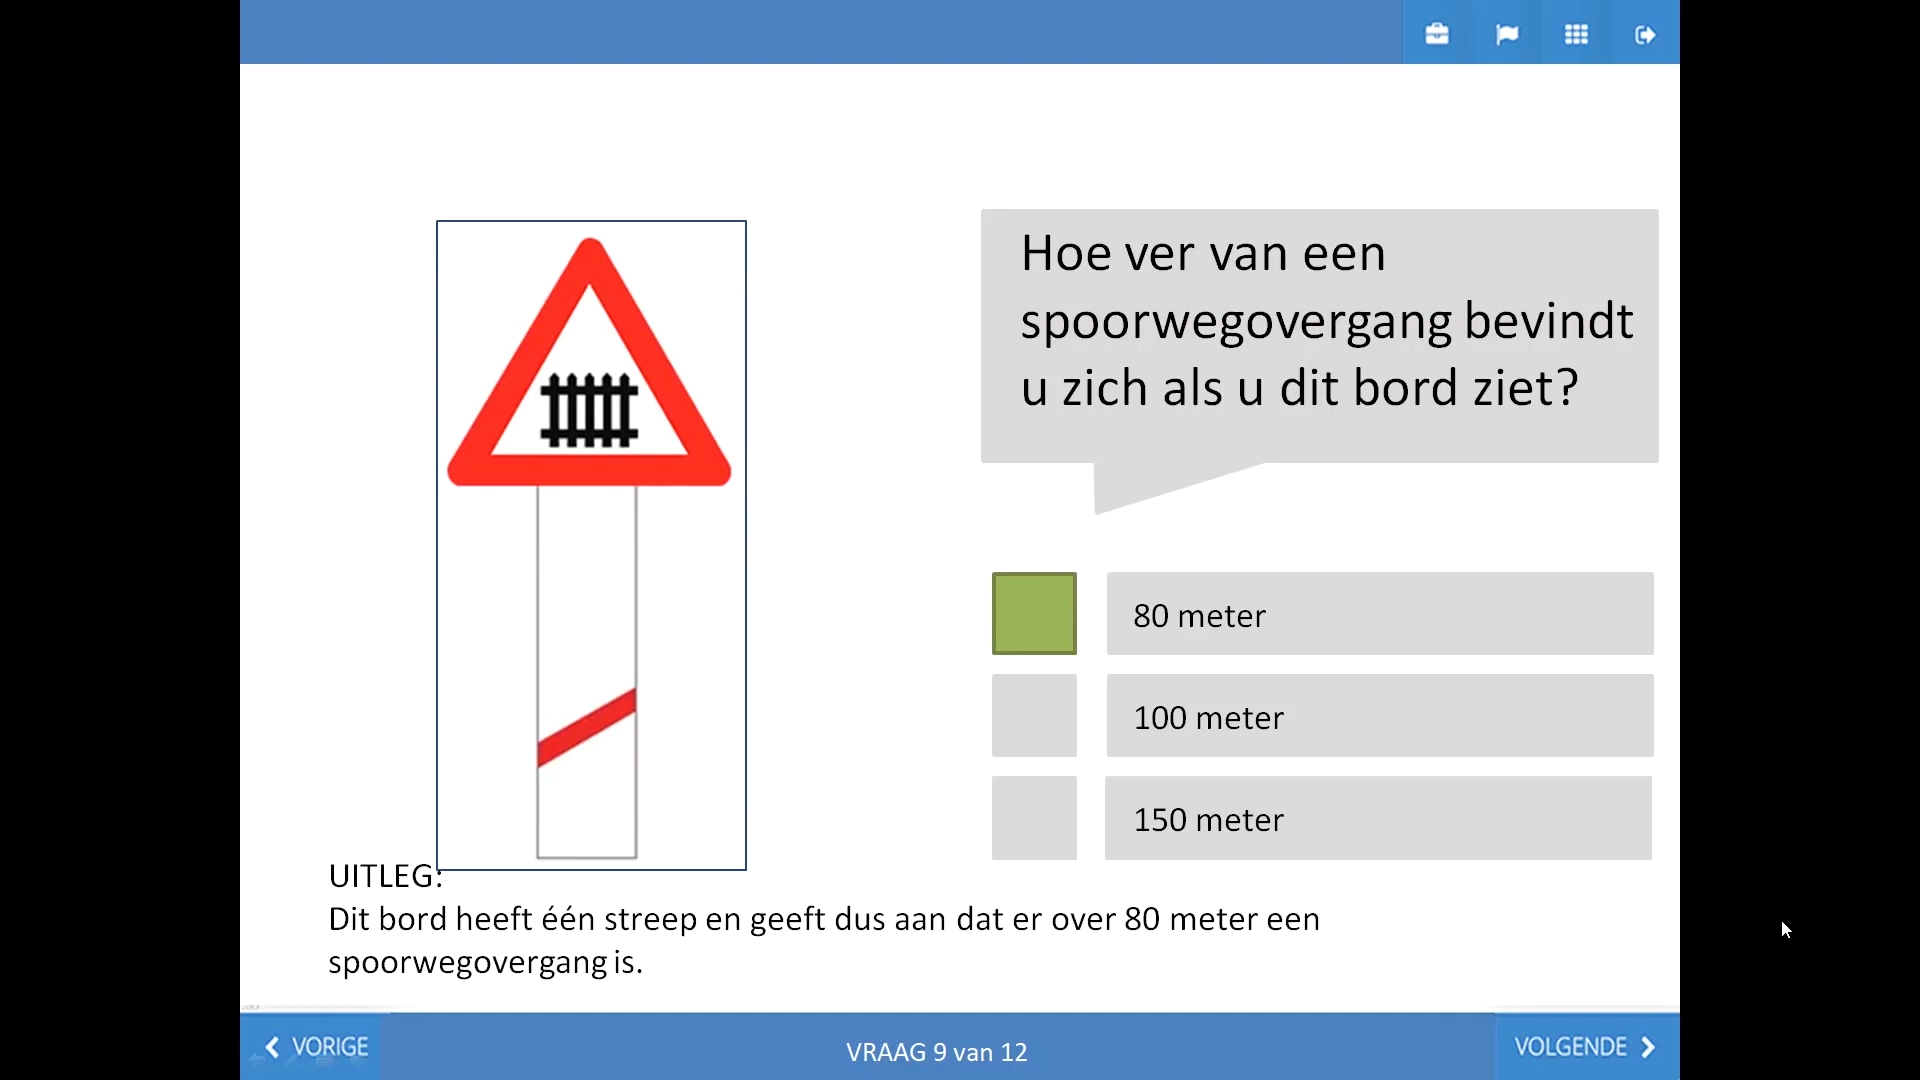 Hoe ver van een
spoorwegovergang bevindt
u zich als u dit bord ziet?
80 meter
100 meter
150 meter
UITLEG:
Dit bord heeft één streep en geeft dus aan dat er over 80 meter een
spoorwegovergang is.
VORIGE
VRAAG 9 van 12
VOLGENDE